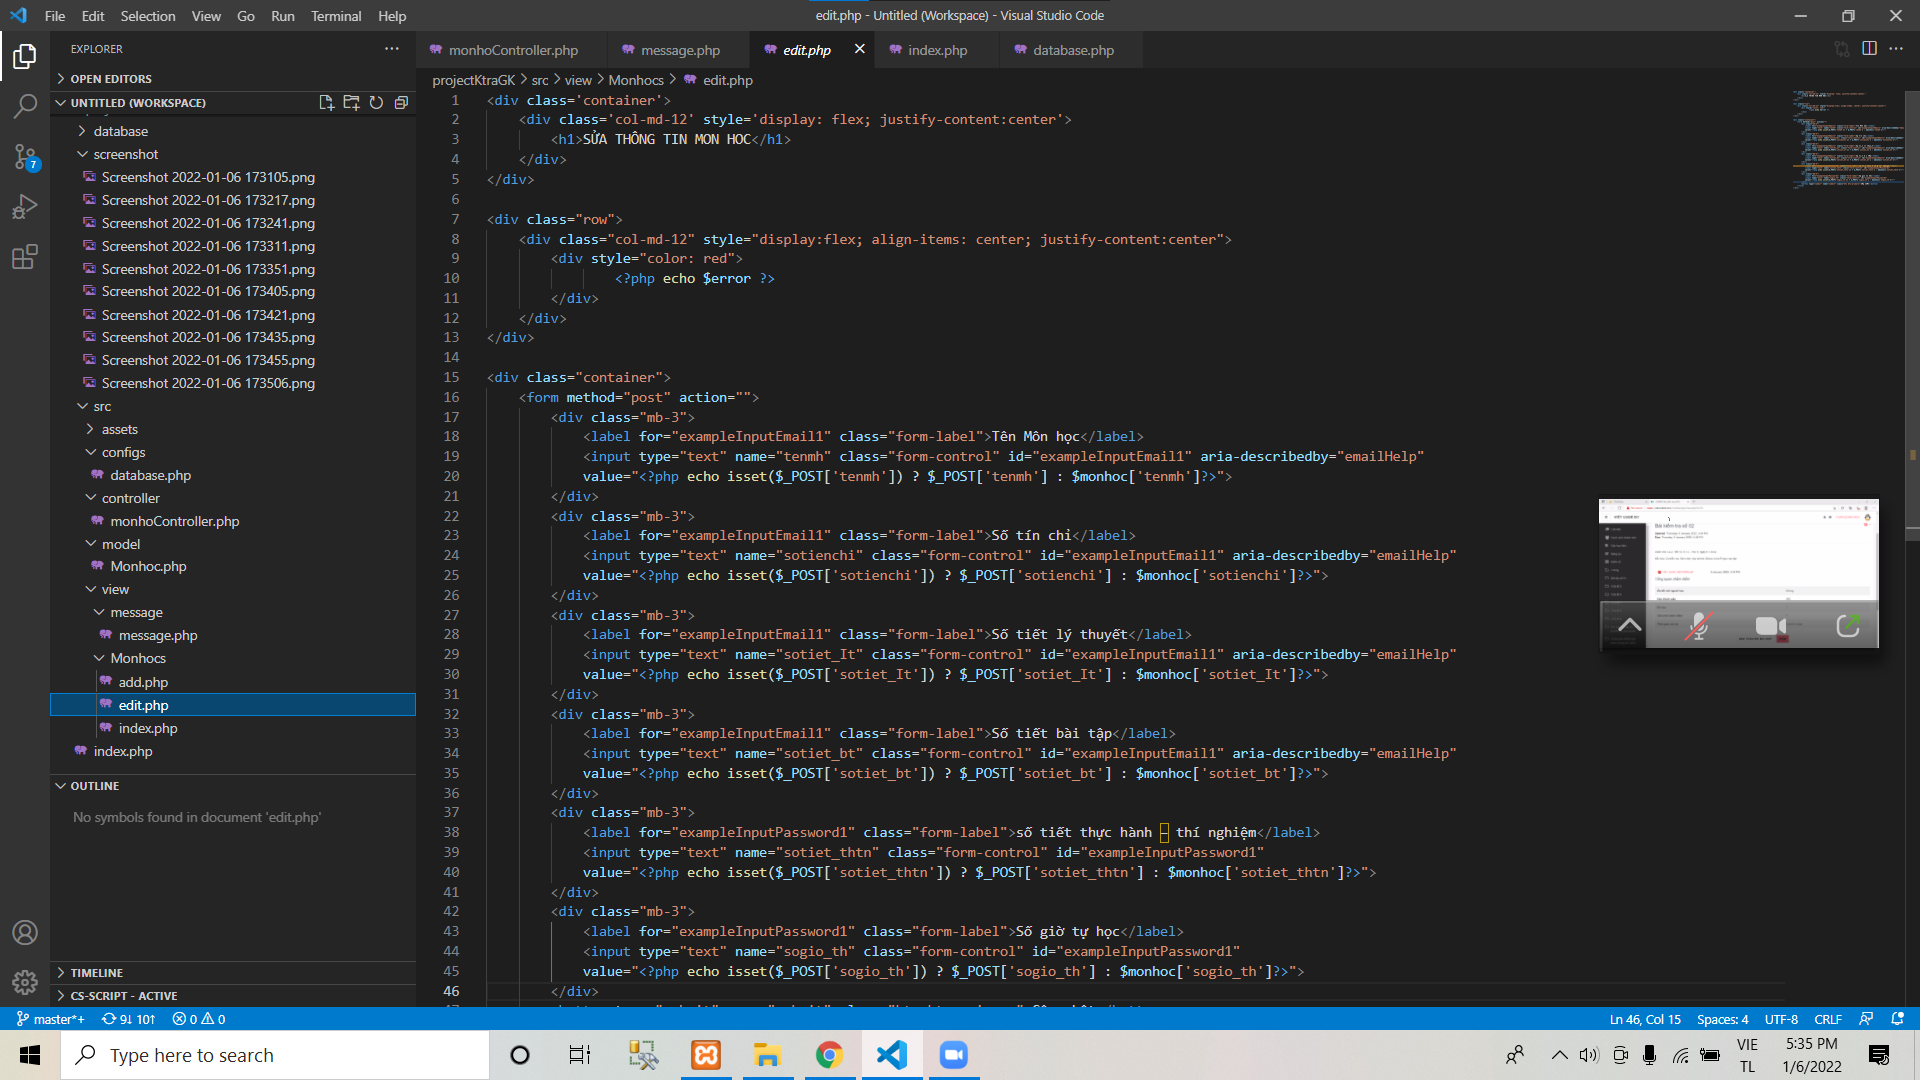 File Edit Selection View Go Run Terminal Help
edit.php - Untitled (Workspace) - Visual Studio Code
EXPLORER
OPEN EDITORS
UNTITLED (WORKSPACE)
database
screenshot
Screenshot 2022-01-06 173105.png
Screenshot 2022-01-06 173217.png
Screenshot 2022-01-06 173241.png
Screenshot 2022-01-06 173311.png
Screenshot 2022-01-06 173351.png
Screenshot 2022-01-06 173405.png
Screenshot 2022-01-06 173421.png
Screenshot 2022-01-06 173435.png
Screenshot 2022-01-06 173455.png
Screenshot 2022-01-06 173506.png
src
assets
configs
database.php
controller
monhoController.php
model
Monhoc.php
view
message
message.php
Monhocs
add.php
edit.php
index.php
index.php
OUTLINE
No symbols found in document 'edit.php'
TIMELINE
CS-SCRIPT - ACTIVE
7
monhoController.php message.php edit.php index.php database.php
projectKtraGK > src > view > Monhocs > edit.php
1 <div class='container'>
2 <div class='col-md-12' style='display: flex; justify-content:center'>
3 <h1>SỬA THÔNG TIN MON HOC</h1>
4 </div>
5 </div>
6
7 <div class="row">
8 <div class="col-md-12" style="display:flex; align-items: center; justify-content:center">
9 <div style="color: red">
10 <?php echo $error ?>
11 </div>
12 </div>
13 </div>
14
15 <div class="container">
16 <form method="post" action="">
17 <div class="mb-3">
18 <label for="exampleInputEmail1" class="form-label">Tên Môn học</label>
19 <input type="text" name="tenmh" class="form-control" id="exampleInputEmail1" aria-describedby="emailHelp"
20 value="<?php echo isset($_POST['tenmh']) ? $_POST['tenmh'] : $monhoc['tenmh']?>">
21 </div>
22 <div class="mb-3">
23 <label for="exampleInputEmail1" class="form-label">Số tín chỉ</label>
24 <input type="text" name="sotienchi" class="form-control" id="exampleInputEmail1" aria-describedby="emailHelp"
25 value="<?php echo isset($_POST['sotienchi']) ? $_POST['sotienchi'] : $monhoc['sotienchi']?>">
26 </div>
27 <div class="mb-3">
28 <label for="exampleInputEmail1" class="form-label">Số tiết lý thuyết</label>
29 <input type="text" name="sotiet_It" class="form-control" id="exampleInputEmail1" aria-describedby="emailHelp"
30 value="<?php echo isset($_POST['sotiet_It']) ? $_POST['sotiet_It'] : $monhoc['sotiet_It']?>">
31 </div>
32 <div class="mb-3">
33 <label for="exampleInputEmail1" class="form-label">Số tiết bài tập</label>
34 <input type="text" name="sotiet_bt" class="form-control" id="exampleInputEmail1" aria-describedby="emailHelp"
35 value="<?php echo isset($_POST['sotiet_bt']) ? $_POST['sotiet_bt'] : $monhoc['sotiet_bt']?>">
36 </div>
37 <div class="mb-3">
38 <label for="exampleInputPassword1" class="form-label">số tiết thực hành – thí nghiệm</label>
39 <input type="text" name="sotiet_thtn" class="form-control" id="exampleInputPassword1"
40 value="<?php echo isset($_POST['sotiet_thtn']) ? $_POST['sotiet_thtn'] : $monhoc['sotiet_thtn']?>">
41 </div>
42 <div class="mb-3">
43 <label for="exampleInputPassword1" class="form-label">Số giờ tự học</label>
44 <input type="text" name="sogio_th" class="form-control" id="exampleInputPassword1"
45 value="<?php echo isset($_POST['sogio_th']) ? $_POST['sogio_th'] : $monhoc['sogio_th']?>">
46 </div>
master*+ 9↓ 10↑ 0 0
Ln 46, Col 15 Spaces: 4 UTF-8 CRLF
Type here to search
VIE
TL
5:35 PM
1/6/2022